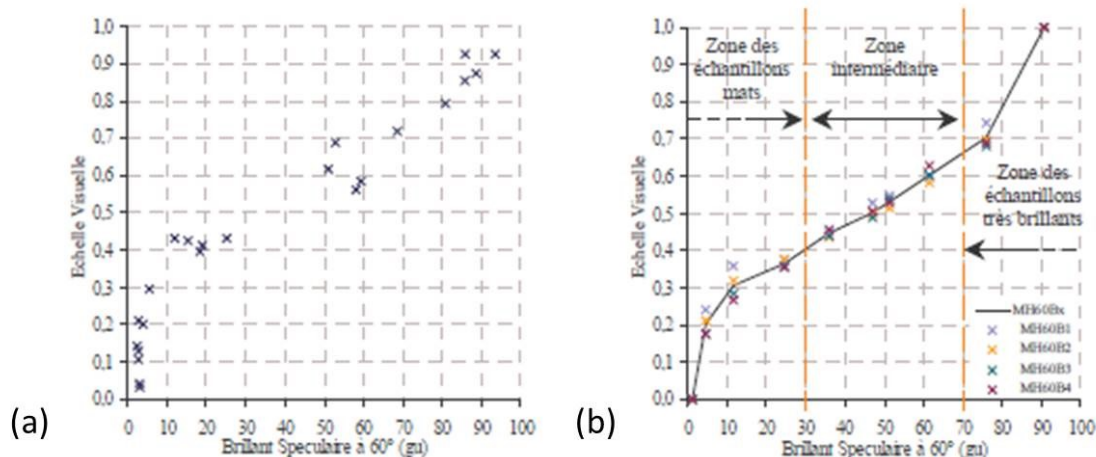 1,0
0,9
0,8
0,7
0,6
0,5
0,4
0,3
0,2
0,1
0,0
Echelle Visuelle
0 10 20 30 40 50 60 70 80 90 100
Brillant Speculaire à 60° (gu)
(a)
1,0
0,9
0,8
0,7
0,6
0,5
0,4
0,3
0,2
0,1
0,0
Echelle Visuelle
Zone des
échantillons
mats
Zone
intermédiaire
Zone des
échantillons
très brillants
MH60Bx
MH60B1
MH60B2
MH60B3
MH60B4
0 10 20 30 40 50 60 70 80 90 100
Brillant Speculaire à 60° (gu)
(b)